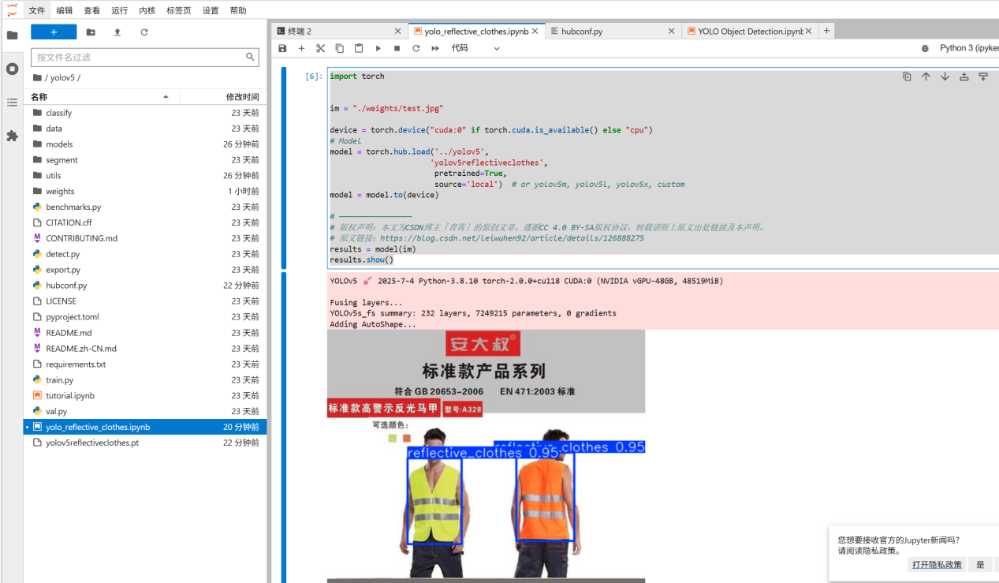 文件 编辑 查看 运行 内核 标签页 设置 帮助
+
按文件名过滤
/ yolov5 /
名称 修改时间
classify 23 天前
data 23 天前
models 26 分钟前
segment 23 天前
utils 26 分钟前
weights 1 小时前
benchmarks.py 23 天前
CITATION.cff 23 天前
CONTRIBUTING.md 23 天前
detect.py 23 天前
export.py 23 天前
hubconf.py 22 分钟前
LICENSE 23 天前
pyproject.toml 23 天前
README.md 23 天前
README.zh-CN.md 23 天前
requirements.txt 23 天前
train.py 23 天前
tutorial.ipynb 23 天前
val.py 23 天前
yolo_reflective_clothes.ipynb 20 分钟前
yolov5reflectiveclothes.pt 22 分钟前
终端 2 yolo_reflective_clothes.ipynb hubconf.py YOLO Object Detection.ipynb
代码 Python 3 (ipyker
[6]: import torch
im = "./weights/test.jpg"
device = torch.device("cuda:0" if torch.cuda.is_available() else "cpu")
# Model
model = torch.hub.load('../yolov5',
'yolov5reflectiveclothes',
pretrained=True,
source='local') # or yolov5m, yolov5l, yolov5x, custom
model = model.to(device)
# ————————————————
# 版权声明：本文为CSDN博主「青霄」的原创文章，遵循CC 4.0 BY-SA版权协议，转载请附上原文出处链接及本声明。
# 原文链接：https://blog.csdn.net/leiwuhen92/article/details/126888275
results = model(im)
results.show()
YOLOv5 🚀 2025-7-4 Python-3.8.10 torch-2.0.0+cu118 CUDA:0 (NVIDIA vGPU-48GB, 48519MiB)
Fusing layers...
YOLOv5s_fs summary: 232 layers, 7249215 parameters, 0 gradients
Adding AutoShape...
安大叔®
标准款产品系列
符合 GB 20653-2006 EN 471:2003 标准
标准款高警示反光马甲 型号:A328
可选颜色：
reflective_clothes 0.95
reflective_clothes 0.95
您想要接收官方的Jupyter新闻吗？
请阅读隐私政策。
打开隐私政策 是